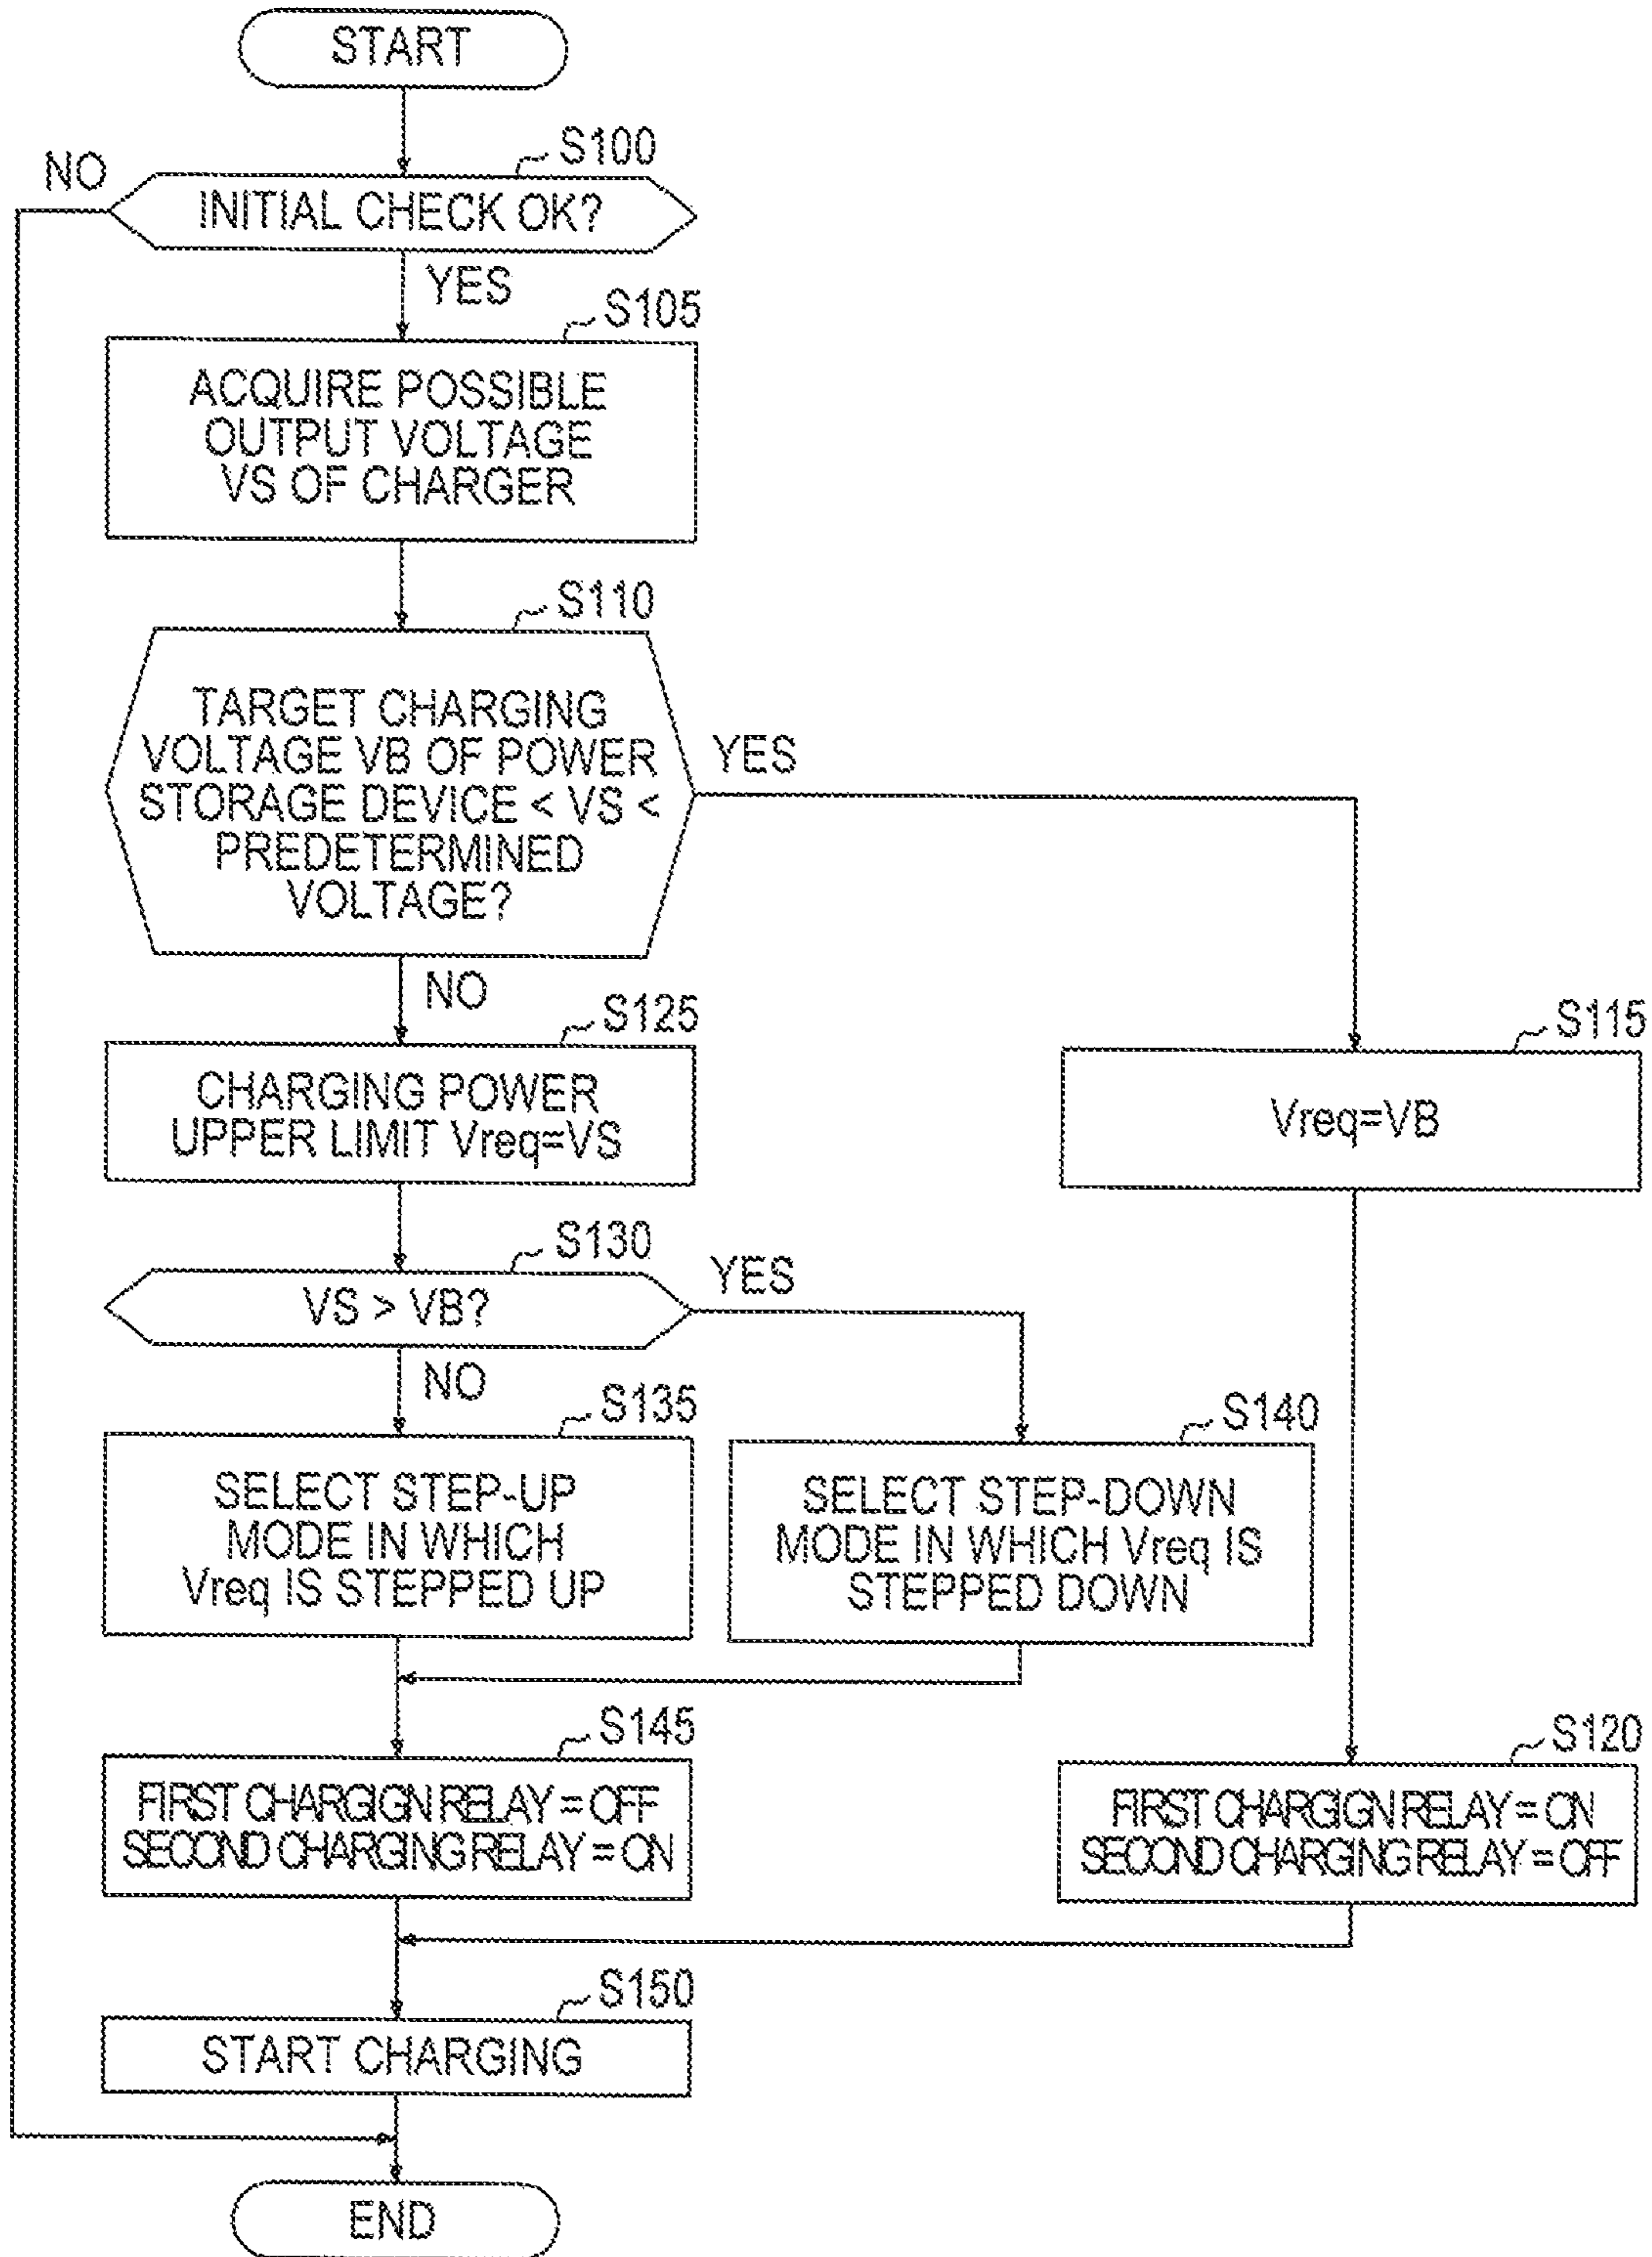 START
S100
NO
INITIAL CHECK OK?
YES
S105
ACQUIRE POSSIBLE
OUTPUT VOLTAGE
VS OF CHARGER
S110
TARGET CHARGING
VOLTAGE VB OF POWER
STORAGE DEVICE < VS <
PREDETERMINED
VOLTAGE?
YES
NO
S125
CHARGING POWER
UPPER LIMIT Vreq=VS
S115
Vreq=VB
S130
VS > VB?
YES
NO
S135
SELECT STEP-UP
MODE IN WHICH
Vreq IS STEPPED UP
S140
SELECT STEP-DOWN
MODE IN WHICH Vreq IS
STEPPED DOWN
S145
FIRST CHARGIGN RELAY = OFF
SECOND CHARGING RELAY = ON
S120
FIRST CHARGIGN RELAY = ON
SECOND CHARGING RELAY = OFF
S150
START CHARGING
END